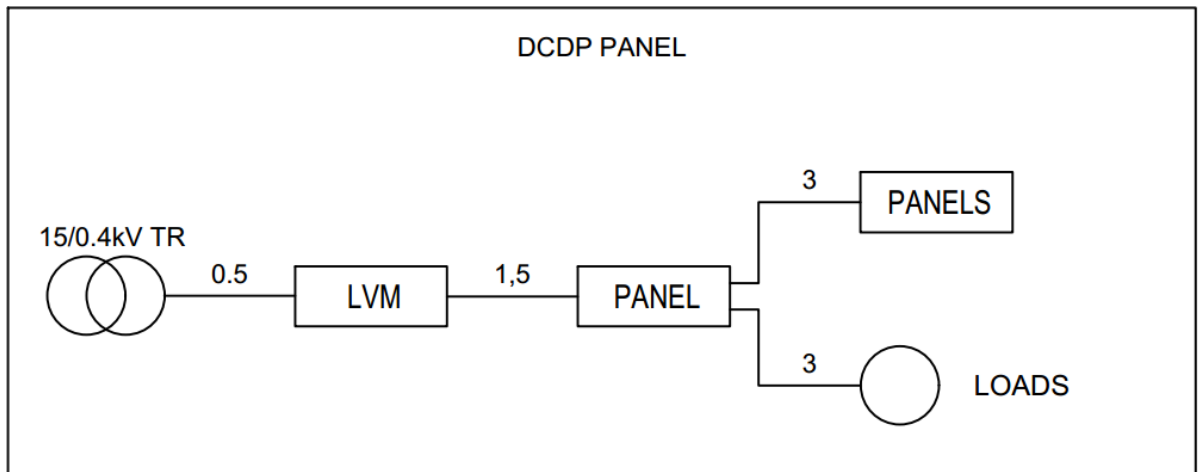 DCDP PANEL
3
PANELS
15/0.4kV TR
0.5
LVM
1,5
PANEL
3
LOADS